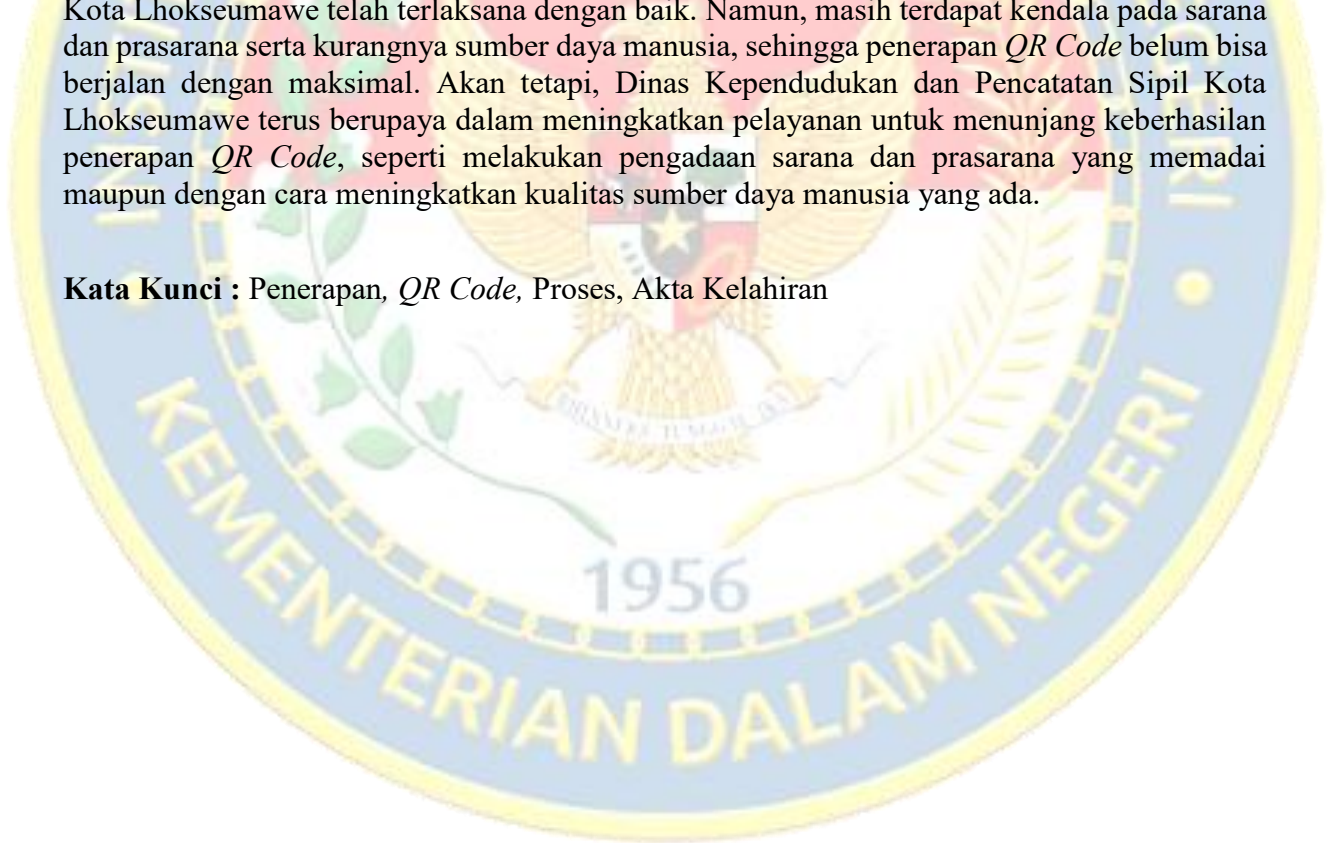 Kota Lhokseumawe telah terlaksana dengan baik. Namun, masih terdapat kendala pada sarana
dan prasarana serta kurangnya sumber daya manusia, sehingga penerapan QR Code belum bisa
berjalan dengan maksimal. Akan tetapi, Dinas Kependudukan dan Pencatatan Sipil Kota
Lhokseumawe terus berupaya dalam meningkatkan pelayanan untuk menunjang keberhasilan
penerapan QR Code, seperti melakukan pengadaan sarana dan prasarana yang memadai
maupun dengan cara meningkatkan kualitas sumber daya manusia yang ada.
Kata Kunci : Penerapan, QR Code, Proses, Akta Kelahiran
1956
KEMENTERIAN DALAM NEGERI